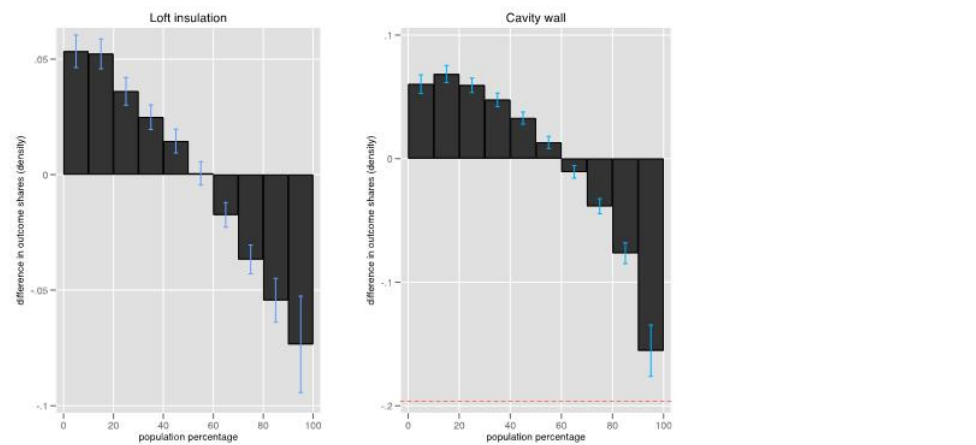 Loft insulation
difference in outcome shares (density)
.05
0
-.05
-.1
0 20 40 60 80 100
population percentage
Cavity wall
difference in outcome shares (density)
.1
0
-.1
-.2
0 20 40 60 80 100
population percentage